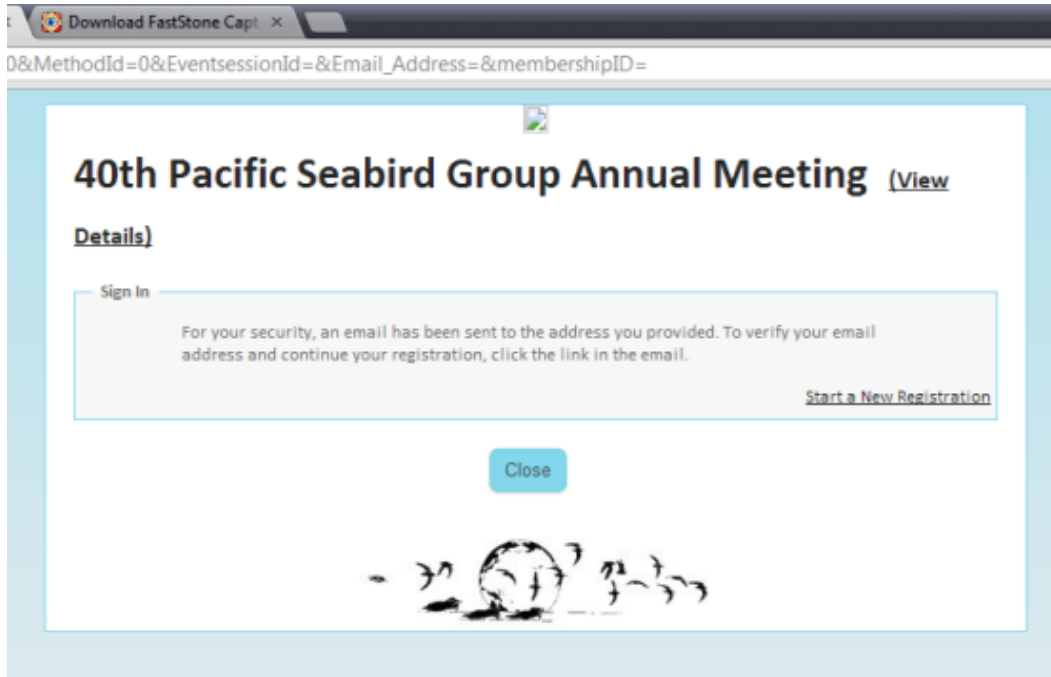 Download FastStone Capt
0&MethodId=0&EventsessionId=&Email_Address=&membershipID=
40th Pacific Seabird Group Annual Meeting (View
Details)
Sign In
For your security, an email has been sent to the address you provided. To verify your email
address and continue your registration, click the link in the email.
Start a New Registration
Close